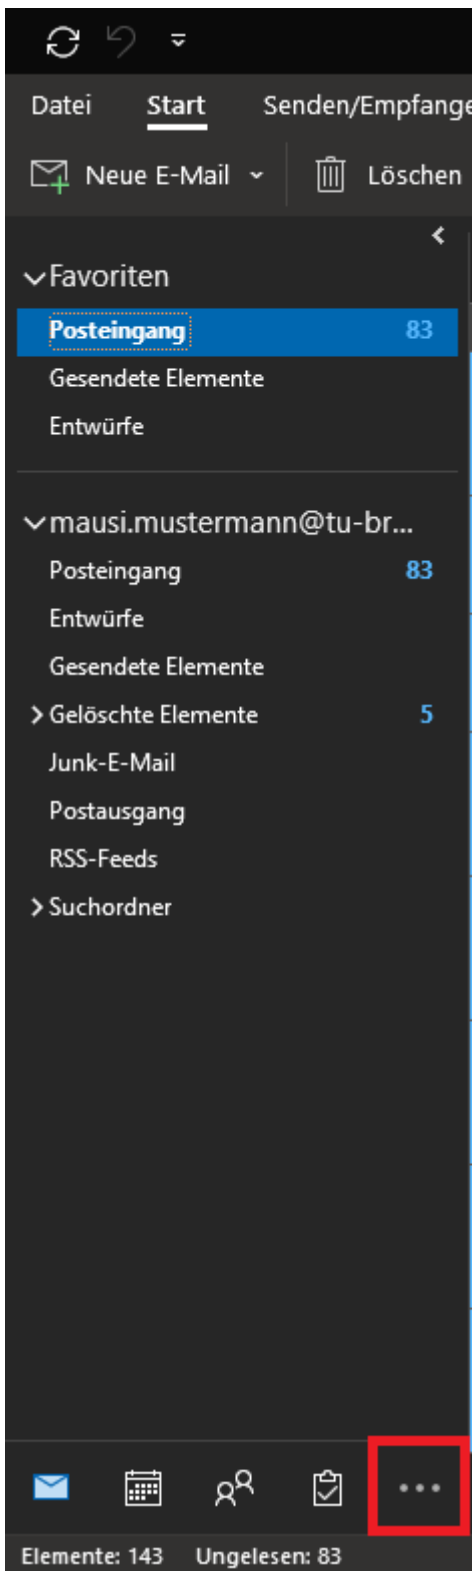 Datei Start Senden/Empfange
Neue E-Mail Löschen
Favoriten
Posteingang 83
Gesendete Elemente
Entwürfe
mausi.mustermann@tu-br...
Posteingang 83
Entwürfe
Gesendete Elemente
Gelöschte Elemente 5
Junk-E-Mail
Postausgang
RSS-Feeds
Suchordner
Elemente: 143 Ungelesen: 83